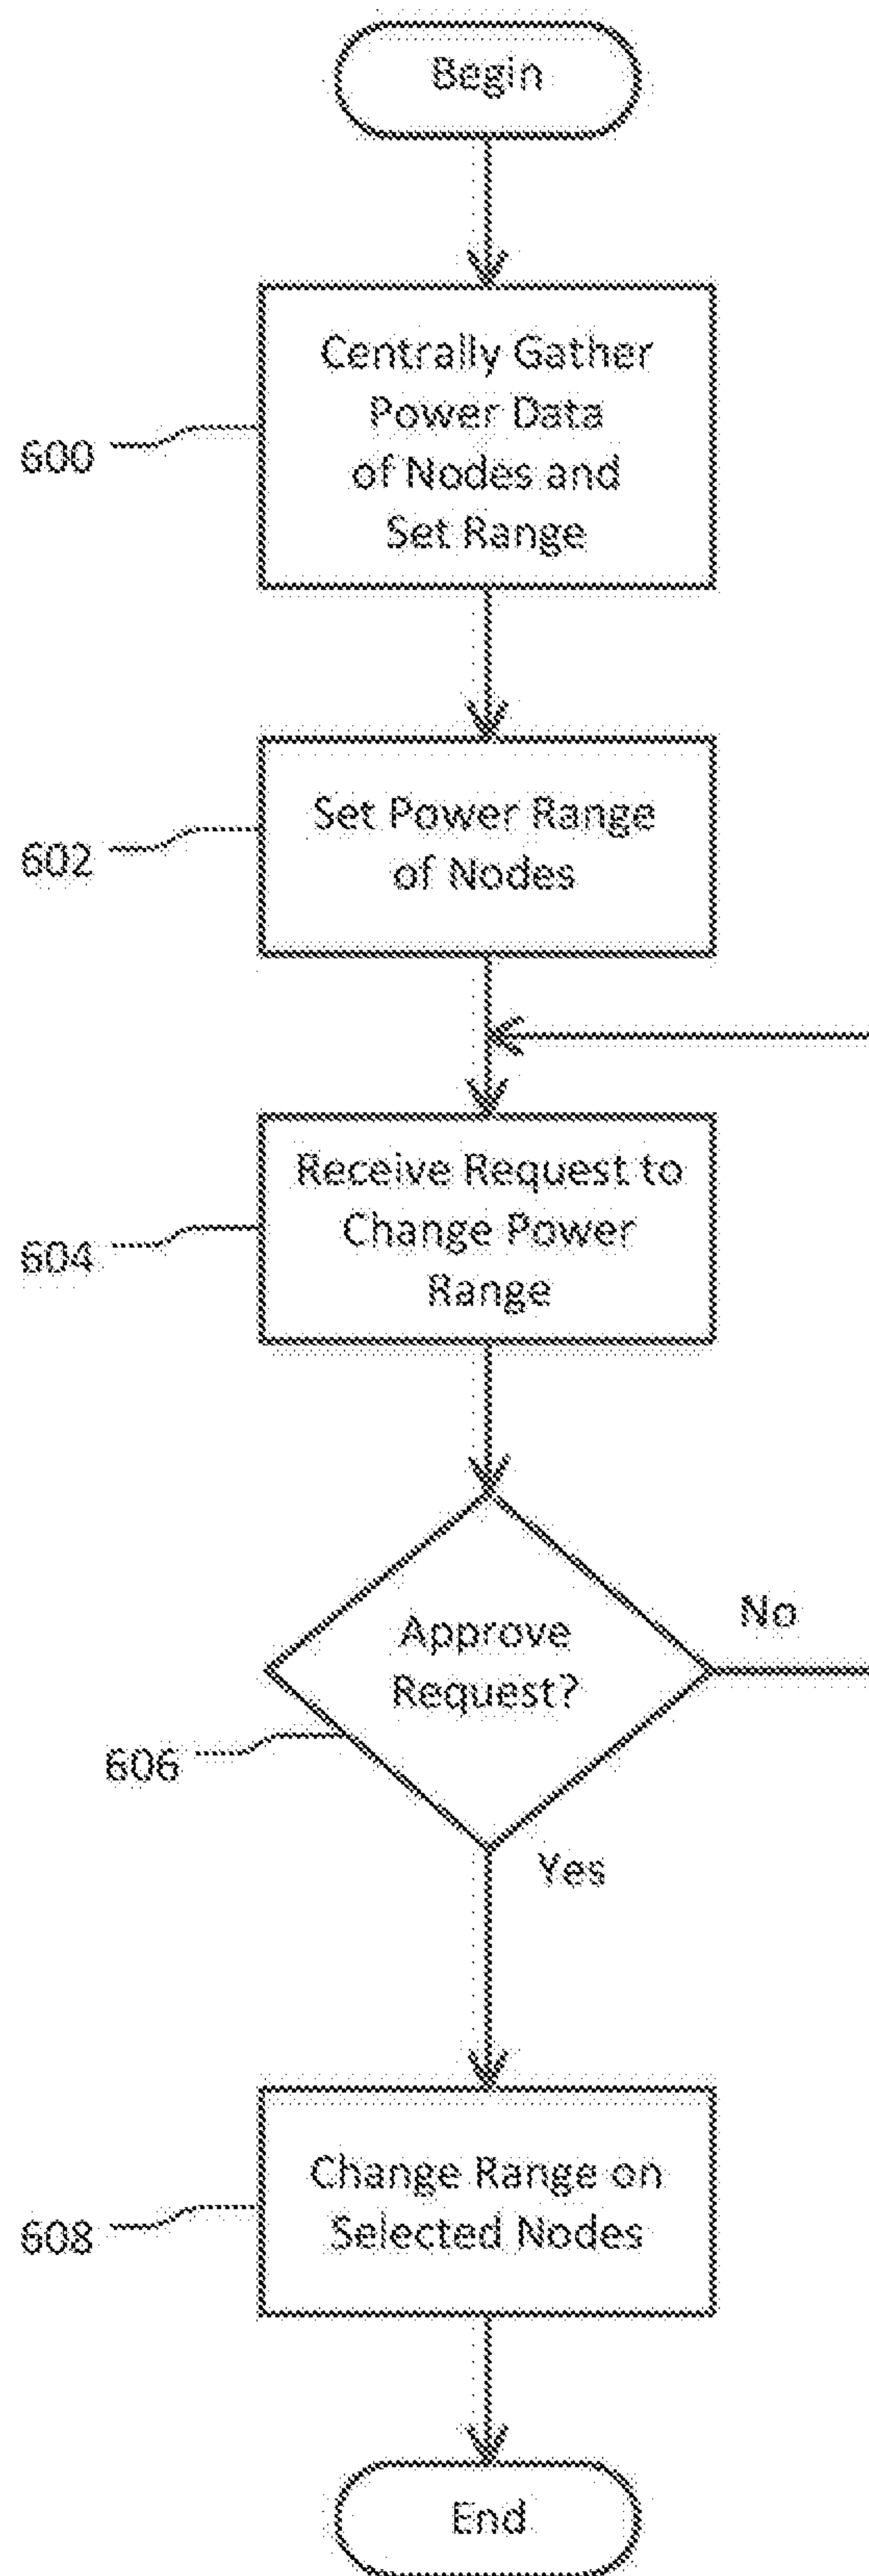 Begin
Centrally Gather
Power Data
of Nodes and
Set Range
600
Set Power Range
of Nodes
602
Receive Request to
Change Power
Range
604
Approve
Request?
No
606
Yes
Change Range on
Selected Nodes
608
End